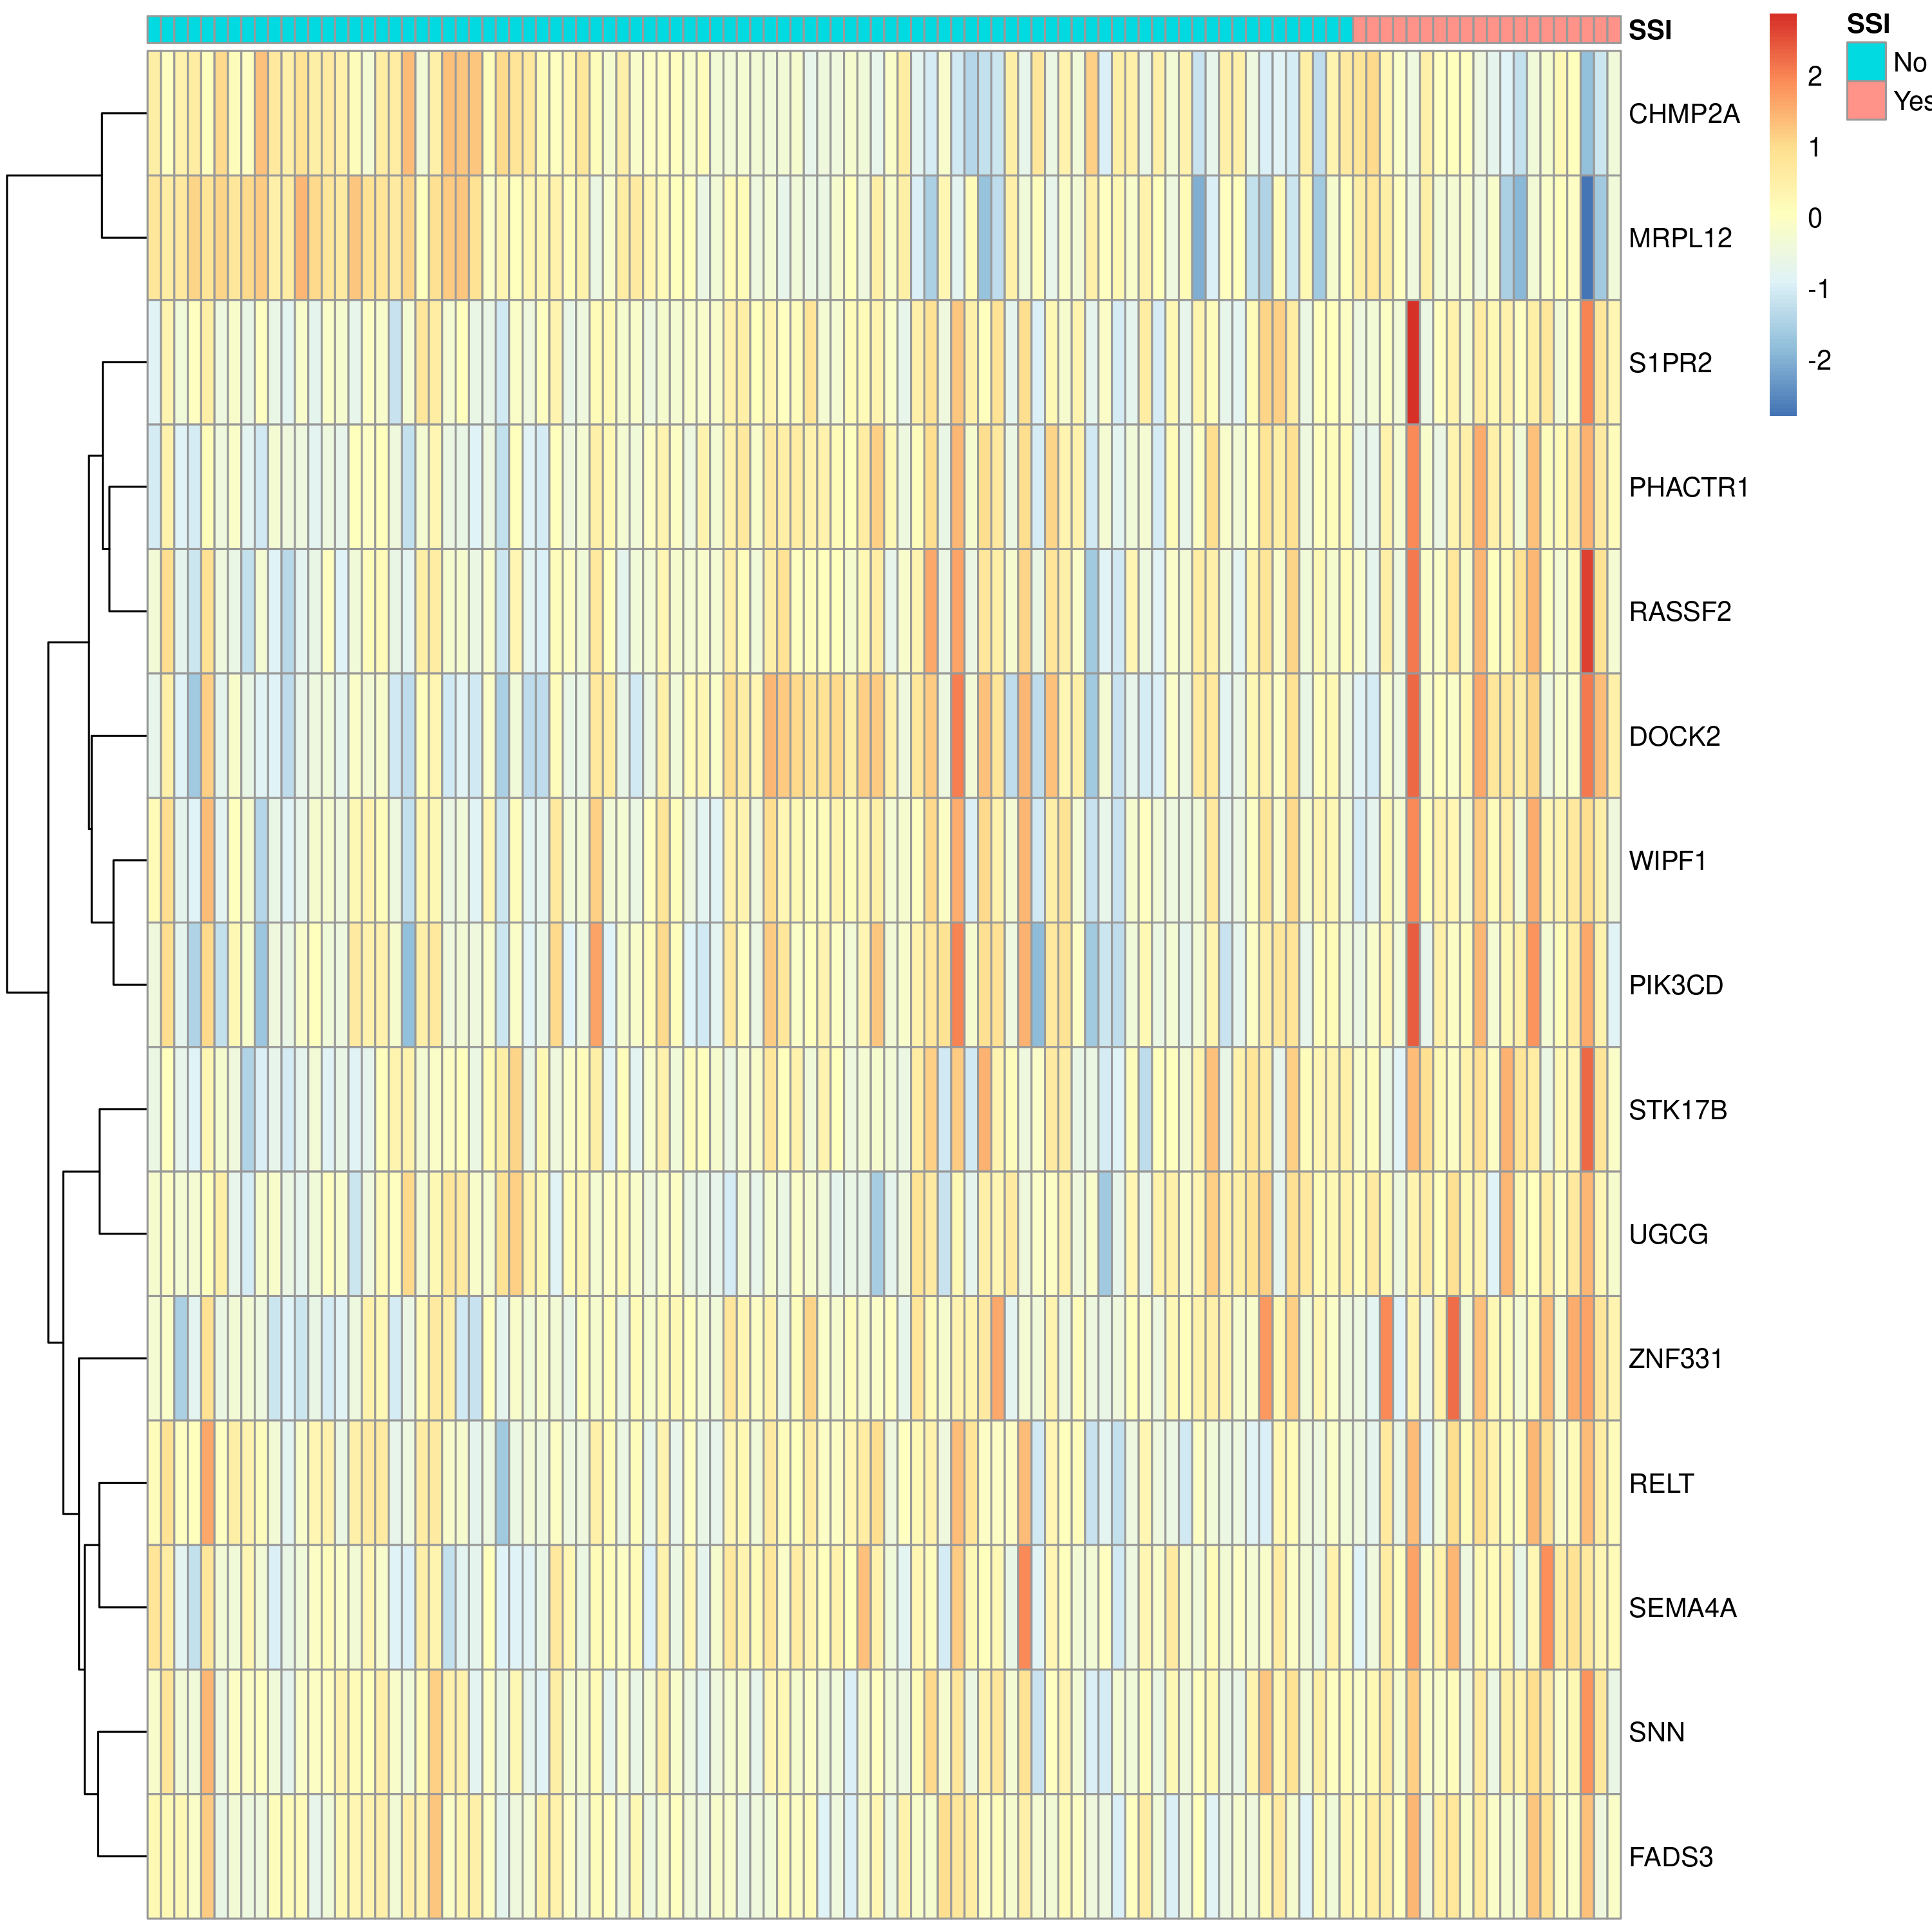 SSI
CHMP2A
MRPL12
S1PR2
PHACTR1
RASSF2
DOCK2
WIPF1
PIK3CD
STK17B
UGCG
ZNF331
RELT
SEMA4A
SNN
FADS3
2
1
0
-1
-2
SSI
No
Yes